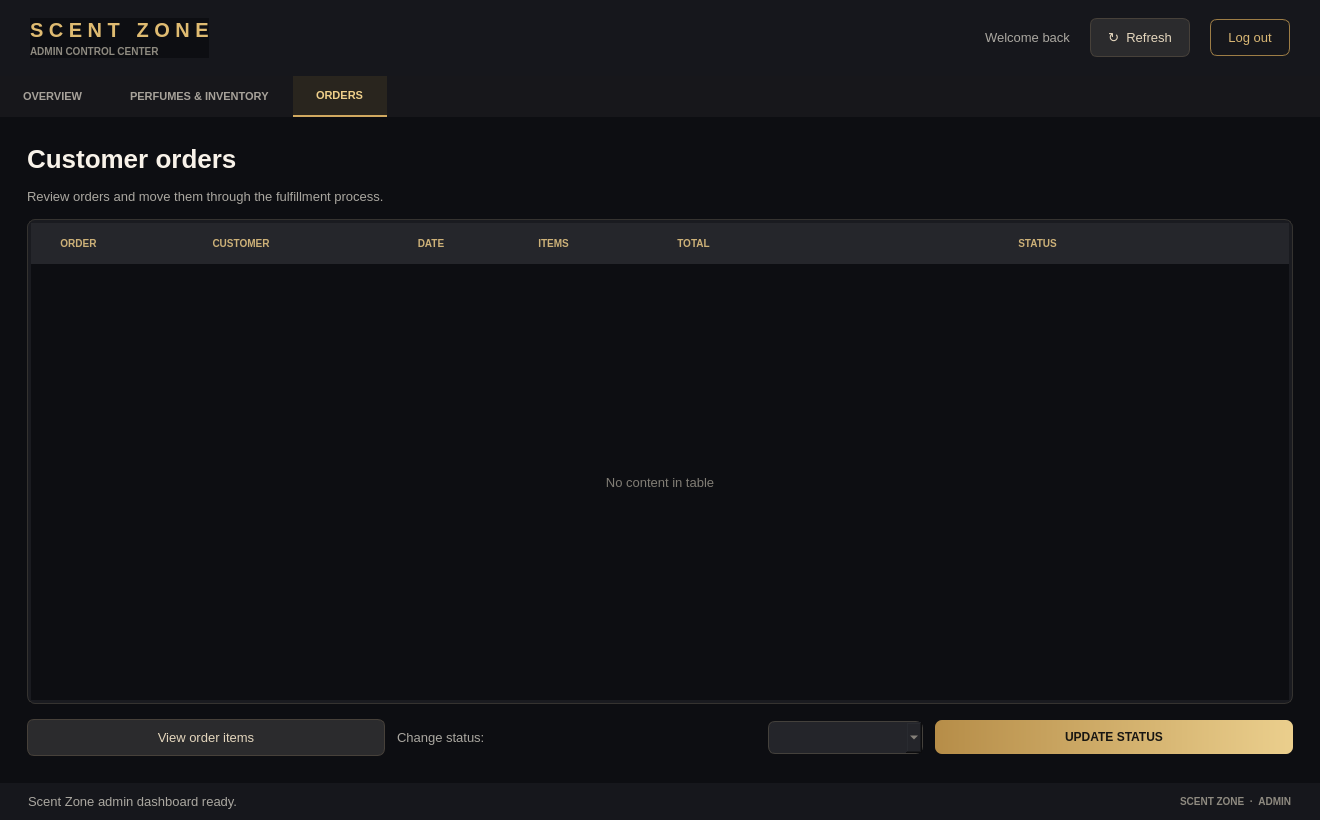 SCENT ZONE
ADMIN CONTROL CENTER
Welcome back
↻ Refresh
Log out
OVERVIEW
PERFUMES & INVENTORY
ORDERS
Customer orders
Review orders and move them through the fulfillment process.
ORDER CUSTOMER DATE ITEMS TOTAL STATUS
No content in table
View order items
Change status:
UPDATE STATUS
Scent Zone admin dashboard ready.
SCENT ZONE · ADMIN